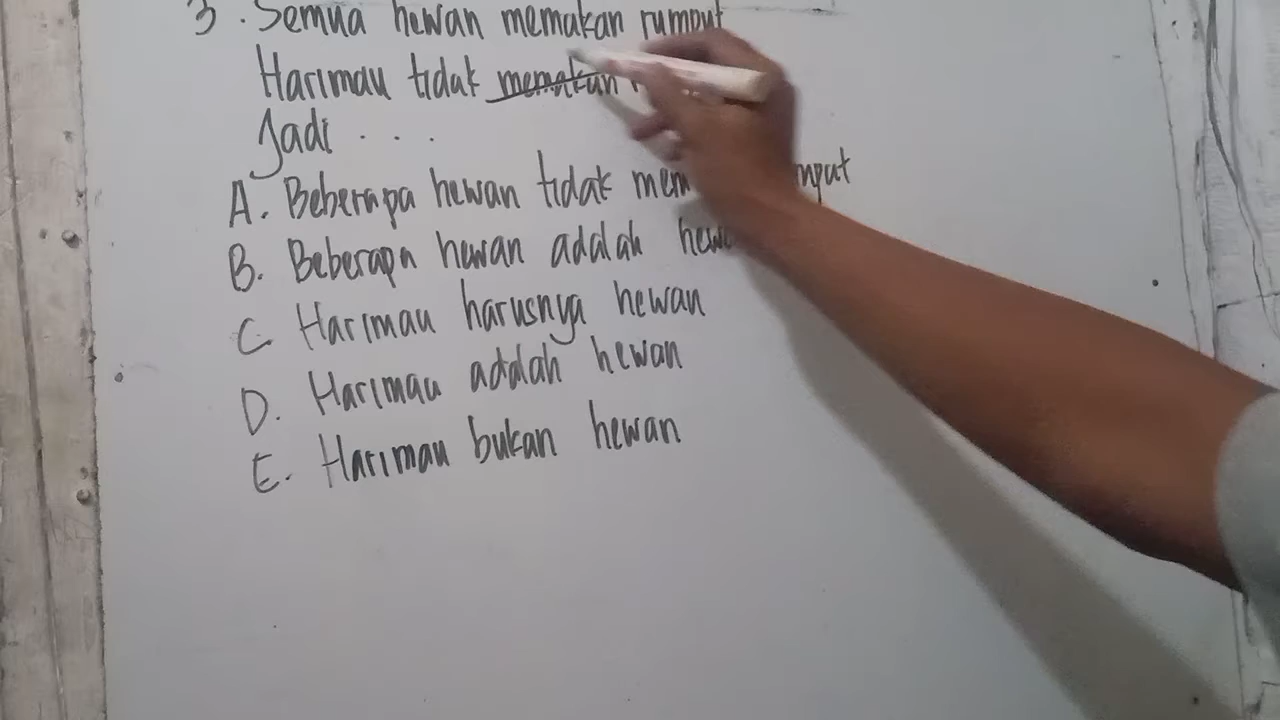 3. Semua hewan memakan rumput
Harimau tidak memakan
Jadi ...
A. Beberapa hewan tidak
B. Beberapa hewan adalah
C Harimau harusnya hewan
D. Harimau adalah hewan
E. Harimau bukan hewan